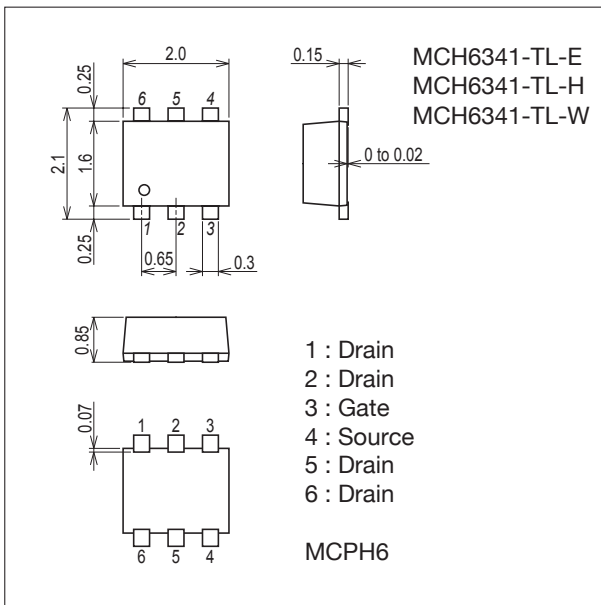 MCH6341-TL-E
MCH6341-TL-H
MCH6341-TL-W
2.0
0.15
0.25
6 5 4
2.1
1.6
0 to 0.02
1 2 3
0.25
0.65
0.3
0.85
1 : Drain
2 : Drain
3 : Gate
4 : Source
5 : Drain
6 : Drain
0.07
1 2 3
6 5 4
MCPH6